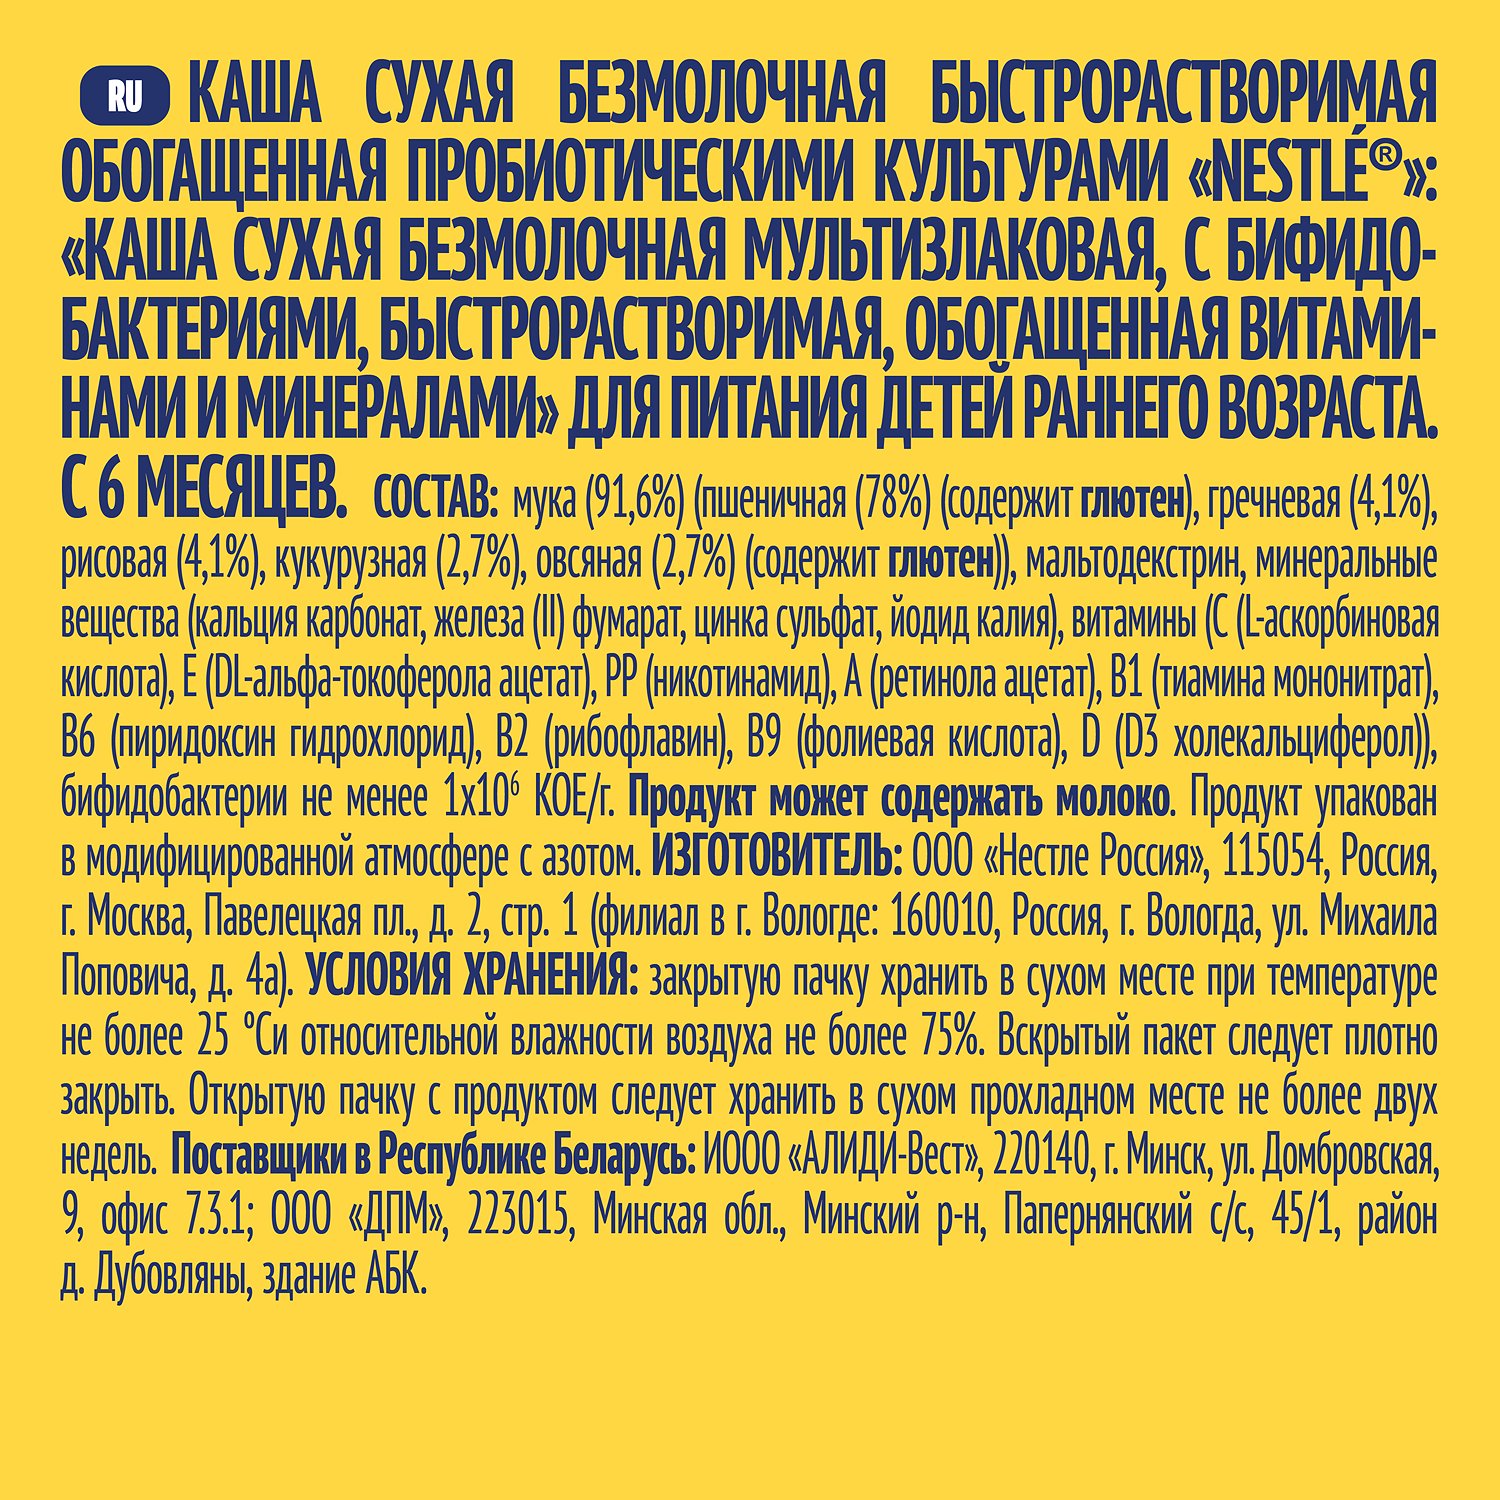 RU КАША СУХАЯ БЕЗМОЛОЧНАЯ БЫСТРОРАСТВОРИМАЯ
ОБОГАЩЕННАЯ ПРОБИОТИЧЕСКИМИ КУЛЬТУРАМИ «NESTLÉ®»:
«КАША СУХАЯ БЕЗМОЛОЧНАЯ МУЛЬТИЗЛАКОВАЯ, С БИФИДО-
БАКТЕРИЯМИ, БЫСТРОРАСТВОРИМАЯ, ОБОГАЩЕННАЯ ВИТАМИ-
НАМИ И МИНЕРАЛАМИ» ДЛЯ ПИТАНИЯ ДЕТЕЙ РАННЕГО ВОЗРАСТА.
С 6 МЕСЯЦЕВ. СОСТАВ: мука (91,6%) (пшеничная (78%) (содержит глютен), гречневая (4,1%),
рисовая (4,1%), кукурузная (2,7%), овсяная (2,7%) (содержит глютен)), мальтодекстрин, минеральные
вещества (кальция карбонат, железа (II) фумарат, цинка сульфат, йодид калия), витамины (C (L-аскорбиновая
кислота), E (DL-альфа-токоферола ацетат), PP (никотинамид), A (ретинола ацетат), B1 (тиамина мононитрат),
B6 (пиридоксин гидрохлорид), B2 (рибофлавин), B9 (фолиевая кислота), D (D3 холекальциферол)),
бифидобактерии не менее 1x10⁶ КОЕ/г. Продукт может содержать молоко. Продукт упакован
в модифицированной атмосфере с азотом. ИЗГОТОВИТЕЛЬ: ООО «Нестле Россия», 115054, Россия,
г. Москва, Павелецкая пл., д. 2, стр. 1 (филиал в г. Вологде: 160010, Россия, г. Вологда, ул. Михаила
Поповича, д. 4а). УСЛОВИЯ ХРАНЕНИЯ: закрытую пачку хранить в сухом месте при температуре
не более 25 °Си относительной влажности воздуха не более 75%. Вскрытый пакет следует плотно
закрыть. Открытую пачку с продуктом следует хранить в сухом прохладном месте не более двух
недель. Поставщики в Республике Беларусь: ИООО «АЛИДИ-Вест», 220140, г. Минск, ул. Домбровская,
9, офис 7.3.1; ООО «ДПМ», 223015, Минская обл., Минский р-н, Папернянский с/с, 45/1, район
д. Дубовляны, здание АБК.